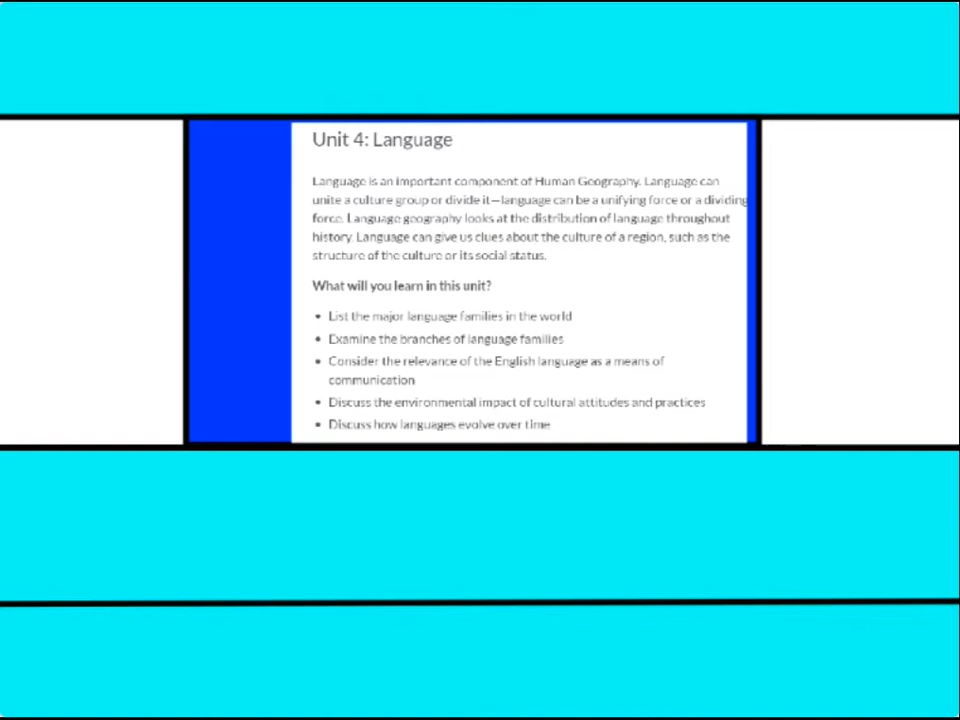 Unit 4: Language
Language is an important component of Human Geography. Language can
unite a culture group or divide it—language can be a unifying force or a dividing
force. Language geography looks at the distribution of language throughout
history. Language can give us clues about the culture of a region, such as the
structure of the culture or its social status.
What will you learn in this unit?
• List the major language families in the world
• Examine the branches of language families
• Consider the relevance of the English language as a means of
communication
• Discuss the environmental impact of cultural attitudes and practices
• Discuss how languages evolve over time